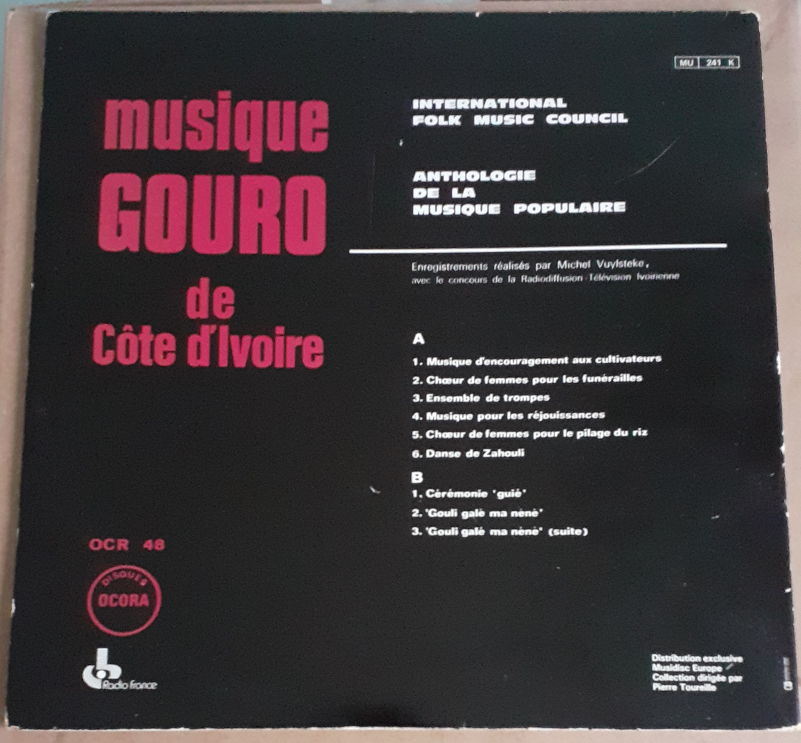 musique
GOURO
de
Côte d'Ivoire
MU 241 K
INTERNATIONAL
FOLK MUSIC COUNCIL
ANTHOLOGIE
DE LA
MUSIQUE POPULAIRE
Enregistrements réalisés par Michel Vuylsteke,
avec le concours de la Radiodiffusion Télévision Ivoirienne
A
1. Musique d'encouragement aux cultivateurs
2. Chœur de femmes pour les funérailles
3. Ensemble de trompes
4. Musique pour les réjouissances
5. Chœur de femmes pour le pilage du riz
6. Danse de Zahouli
B
1. Cérémonie 'guié'
2. 'Gouli galè ma nènè'
3. 'Gouli galè ma nènè' (suite)
OCR 48
DISQUES
OCORA
Radio France
Distribution exclusive
Musidisc Europe
Collection dirigée par
Pierre Toureille